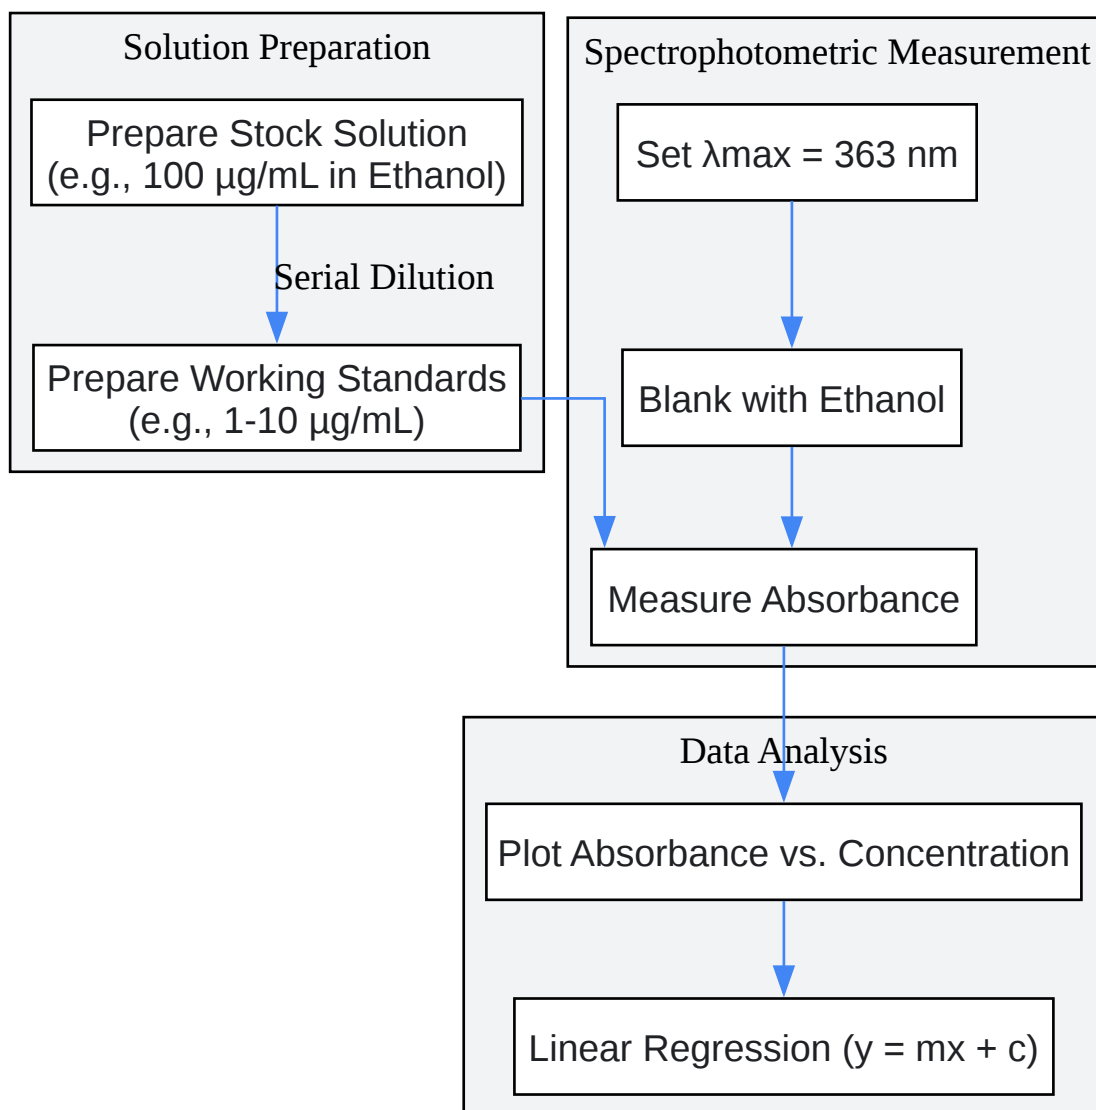 Solution Preparation
Prepare Stock Solution
(e.g., 100 µg/mL in Ethanol)
Serial Dilution
Prepare Working Standards
(e.g., 1-10 µg/mL)
Spectrophotometric Measurement
Set λmax = 363 nm
Blank with Ethanol
Measure Absorbance
Data Analysis
Plot Absorbance vs. Concentration
Linear Regression (y = mx + c)